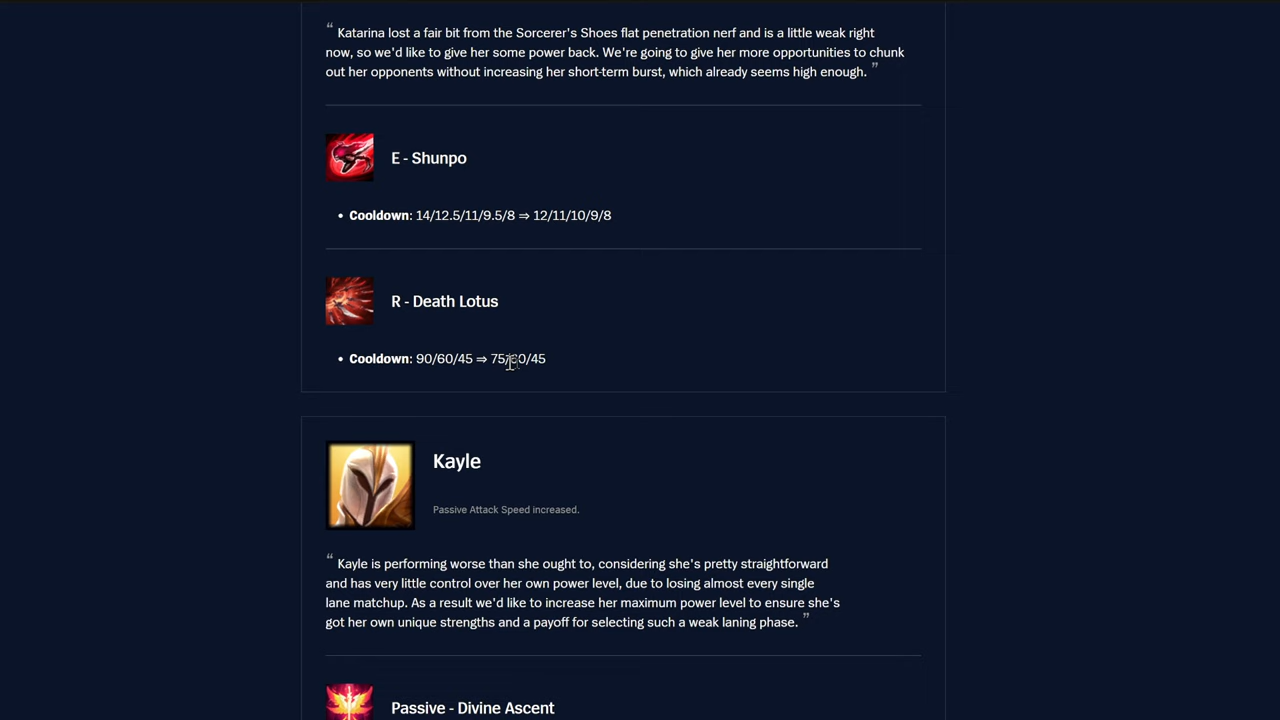 “ Katarina lost a fair bit from the Sorcerer's Shoes flat penetration nerf and is a little weak right
now, so we'd like to give her some power back. We're going to give her more opportunities to chunk
out her opponents without increasing her short-term burst, which already seems high enough. ”
E - Shunpo
• Cooldown: 14/12.5/11/9.5/8 ⇒ 12/11/10/9/8
R - Death Lotus
• Cooldown: 90/60/45 ⇒ 75/60/45
Kayle
Passive Attack Speed increased.
“ Kayle is performing worse than she ought to, considering she's pretty straightforward
and has very little control over her own power level, due to losing almost every single
lane matchup. As a result we'd like to increase her maximum power level to ensure she's
got her own unique strengths and a payoff for selecting such a weak laning phase. ”
Passive - Divine Ascent